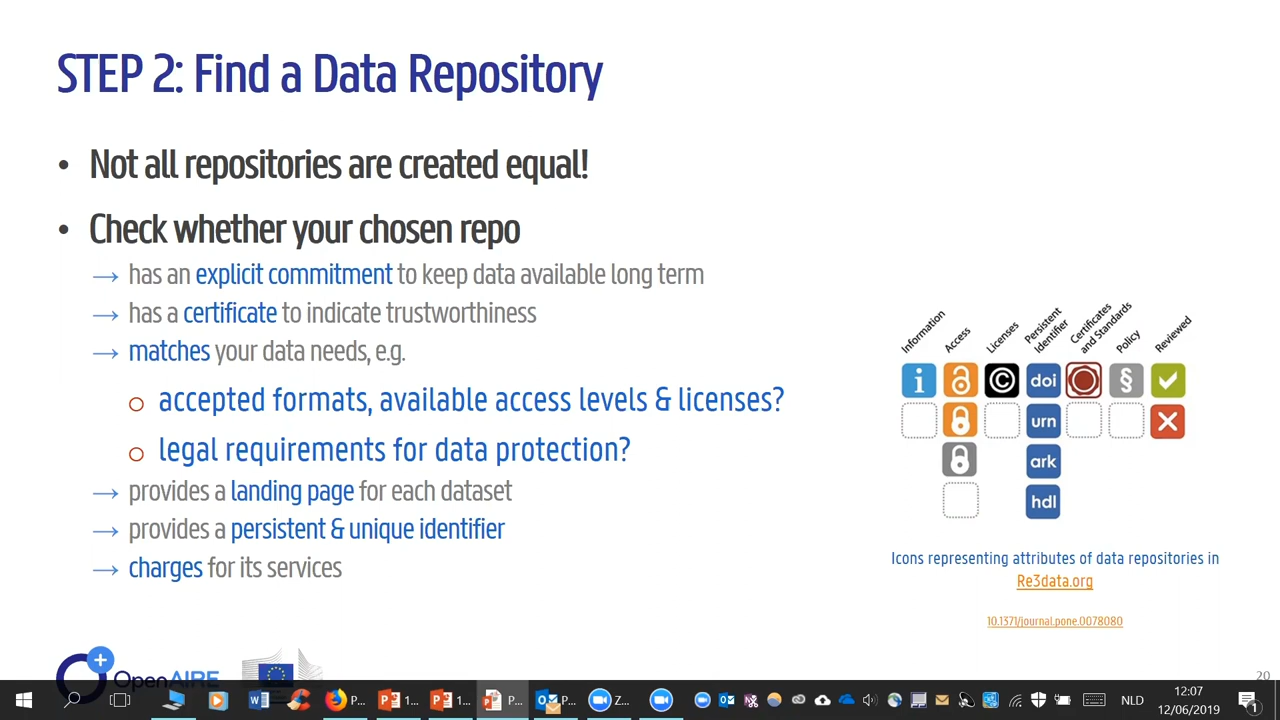 STEP 2: Find a Data Repository
• Not all repositories are created equal!
• Check whether your chosen repo
→ has an explicit commitment to keep data available long term
→ has a certificate to indicate trustworthiness
→ matches your data needs, e.g.
o accepted formats, available access levels & licenses?
o legal requirements for data protection?
→ provides a landing page for each dataset
→ provides a persistent & unique identifier
→ charges for its services
Information
Access
Licenses
Persistent
Identifier
Certificates
and Standards
Policy
Reviewed
i
©
doi
§
urn
ark
hdl
Icons representing attributes of data repositories in
Re3data.org
10.1371/journal.pone.0078080
OpenAIRE
20
P...
1...
1...
P...
P...
Z...
NLD
12:07
12/06/2019
1